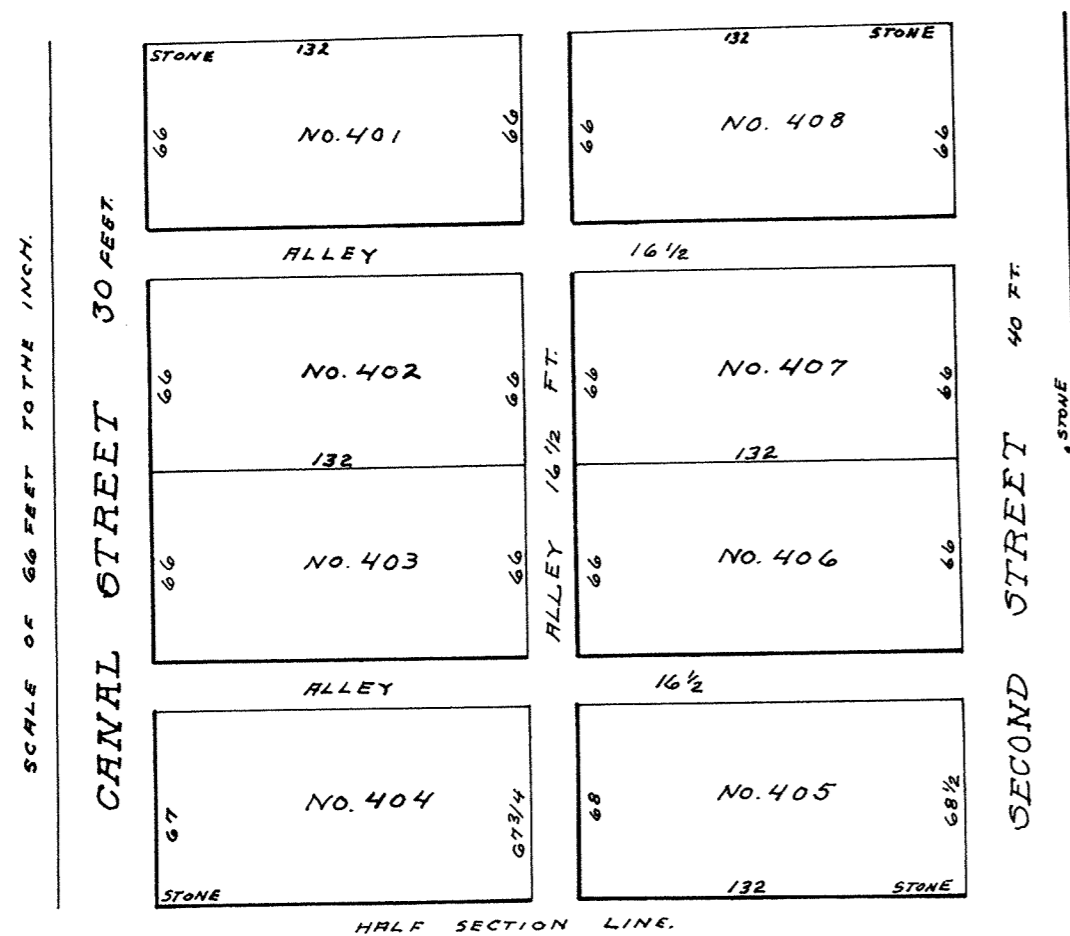 132
STONE
132
STONE
66
No. 401
66
66
No. 408
66
ALLEY
16 1/2
66
No. 402
66
66
No. 407
66
132
132
66
No. 403
66
66
No. 406
66
ALLEY
16 1/2
67
No. 404
67 3/4
68
No. 405
68 1/2
STONE
132
STONE
HALF SECTION LINE.
SCALE OF 66 FEET TO THE INCH.
CANAL STREET 30 FEET.
ALLEY 16 1/2 FT.
SECOND STREET 40 FT.
STONE